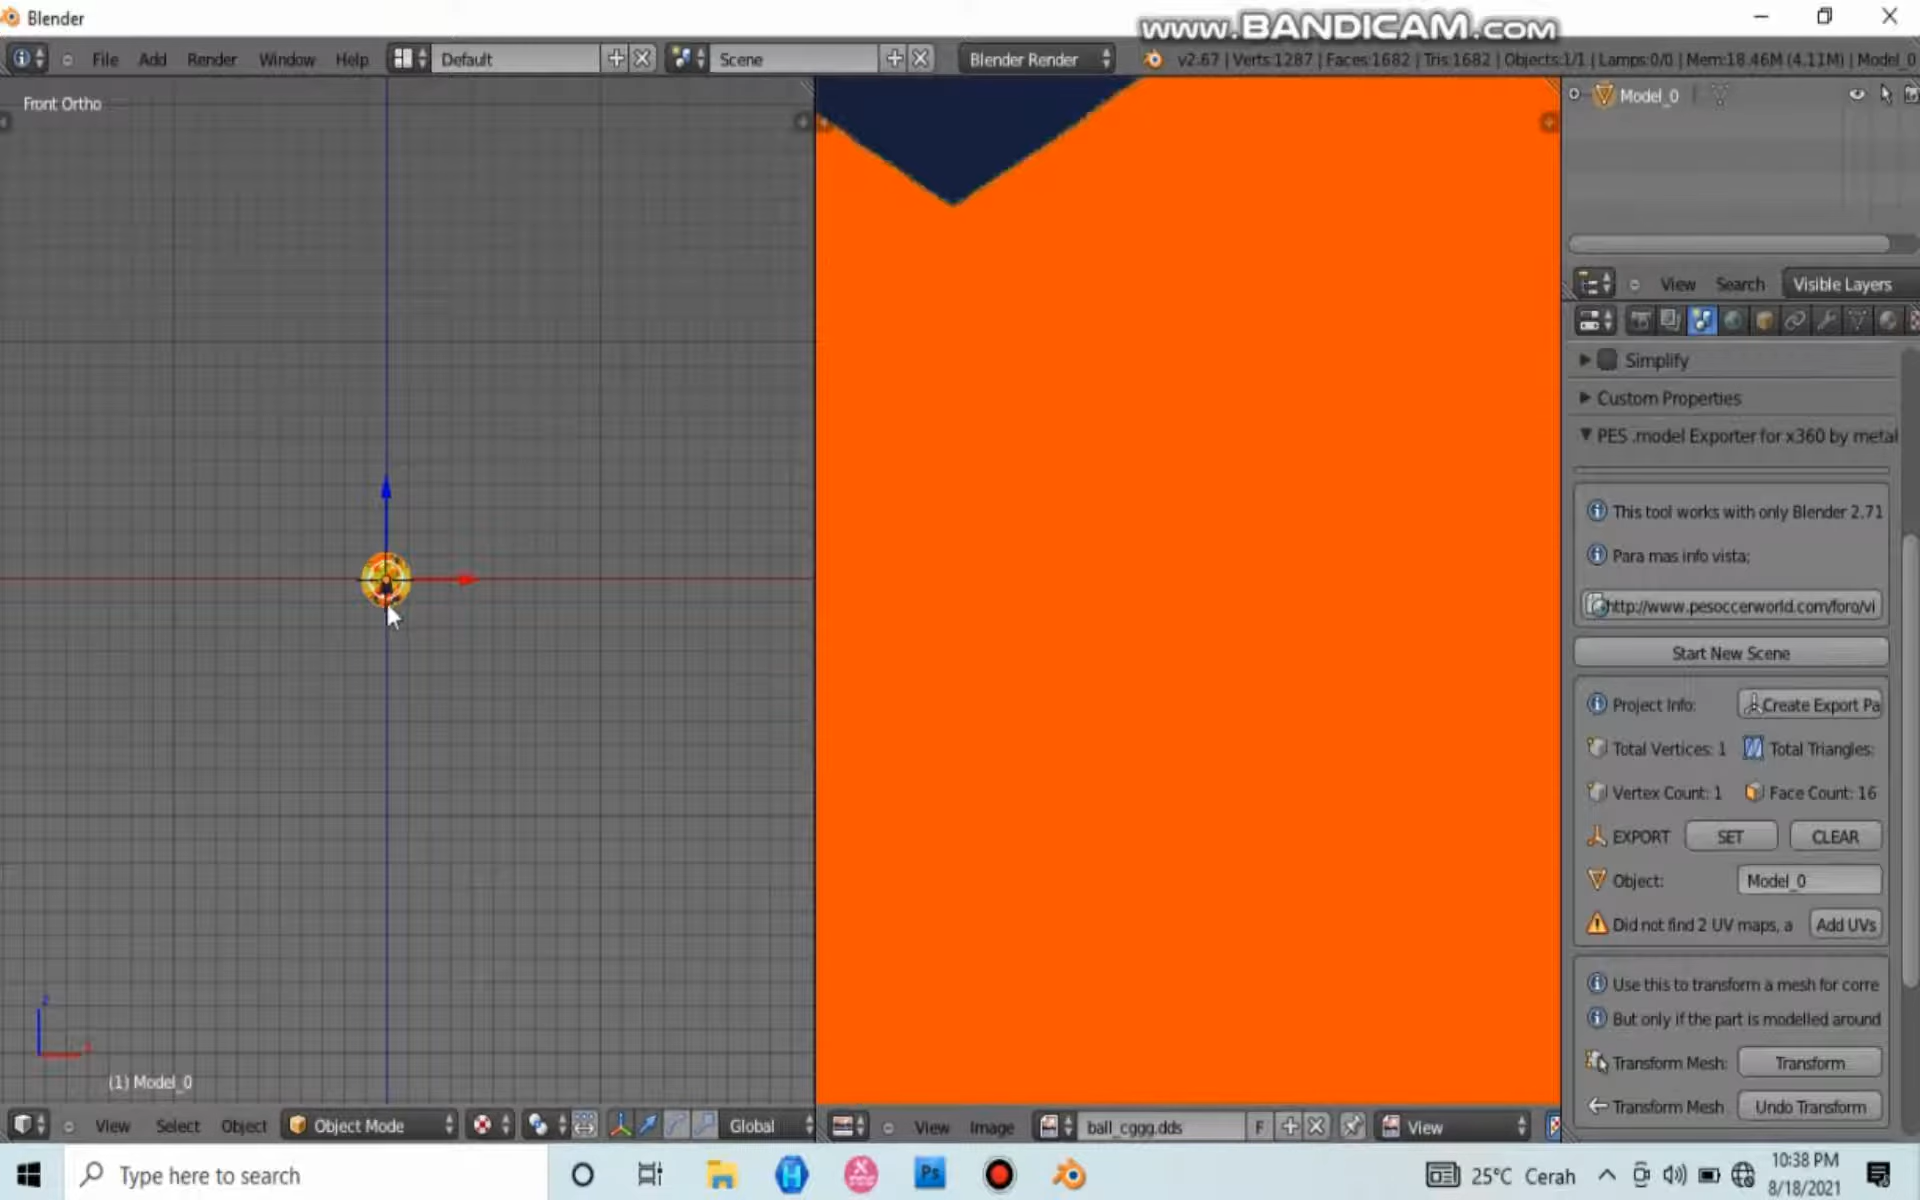 Blender
www.BANDICAM.com
File Add Render Window Help Default Scene Blender Render v2.67 | Verts:1287 | Faces:1682 | Tris:1682 | Objects:1/1 | Lamps:0/0 | Mem:18.46M (4.11M) | Model_0
Front Ortho
Model_0
View Search Visible Layers
Simplify
Custom Properties
PES .model Exporter for x360 by metal
This tool works with only Blender 2.71
Para mas info vista;
http://www.pesoccerworld.com/foro/vi
Start New Scene
Project Info: Create Export Pa
Total Vertices: 1 Total Triangles:
Vertex Count: 1 Face Count: 16
EXPORT SET CLEAR
Object: Model_0
Did not find 2 UV maps, a Add UVs
Use this to transform a mesh for corre
But only if the part is modelled around
Transform Mesh: Transform
Transform Mesh Undo Transform
z
(1) Model_0
View Select Object Object Mode Global
View Image ball_cggg.dds F View
Type here to search
Ps
25°C Cerah
10:38 PM
8/18/2021